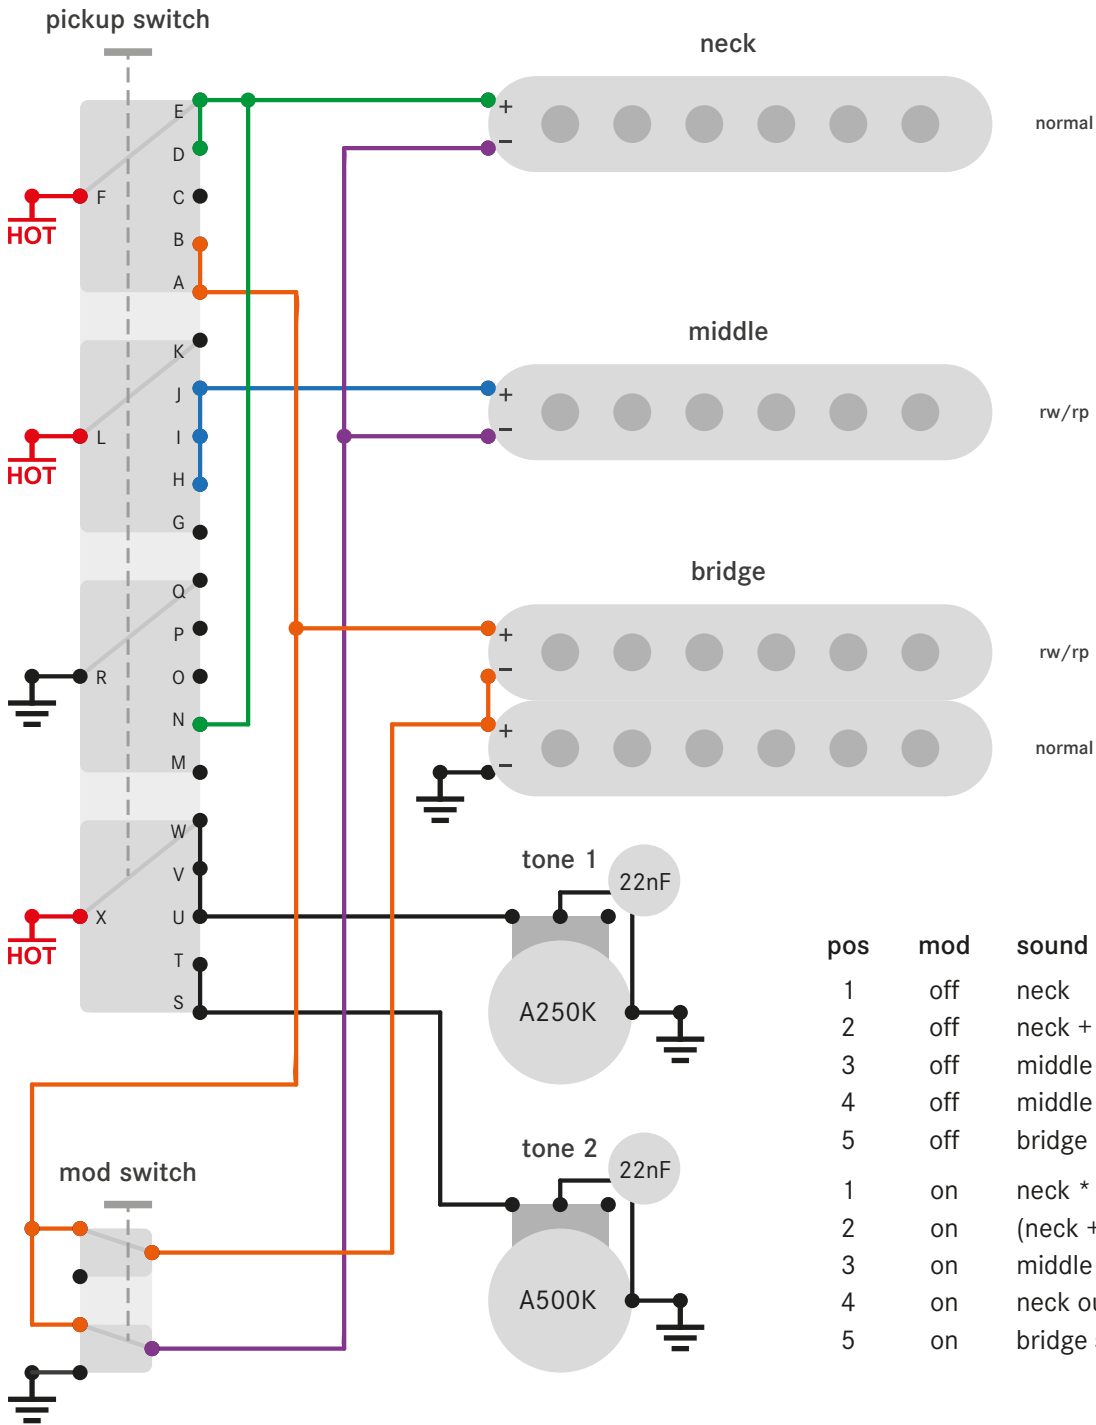 pickup switch
neck
E
+
normal
D
−
F
C
HOT
B
A
middle
K
J
+
rw/rp
L
I
−
HOT
H
G
bridge
Q
P
+
rw/rp
R
O
−
N
+
normal
M
−
W
tone 1
V
22nF
X
U
HOT
T
S
A250K
pos mod sound
1 off neck
2 off neck +
3 off middle
4 off middle
5 off bridge
tone 2
22nF
mod switch
1 on neck *
2 on (neck +
3 on middle
A500K
4 on neck
5 on bridge